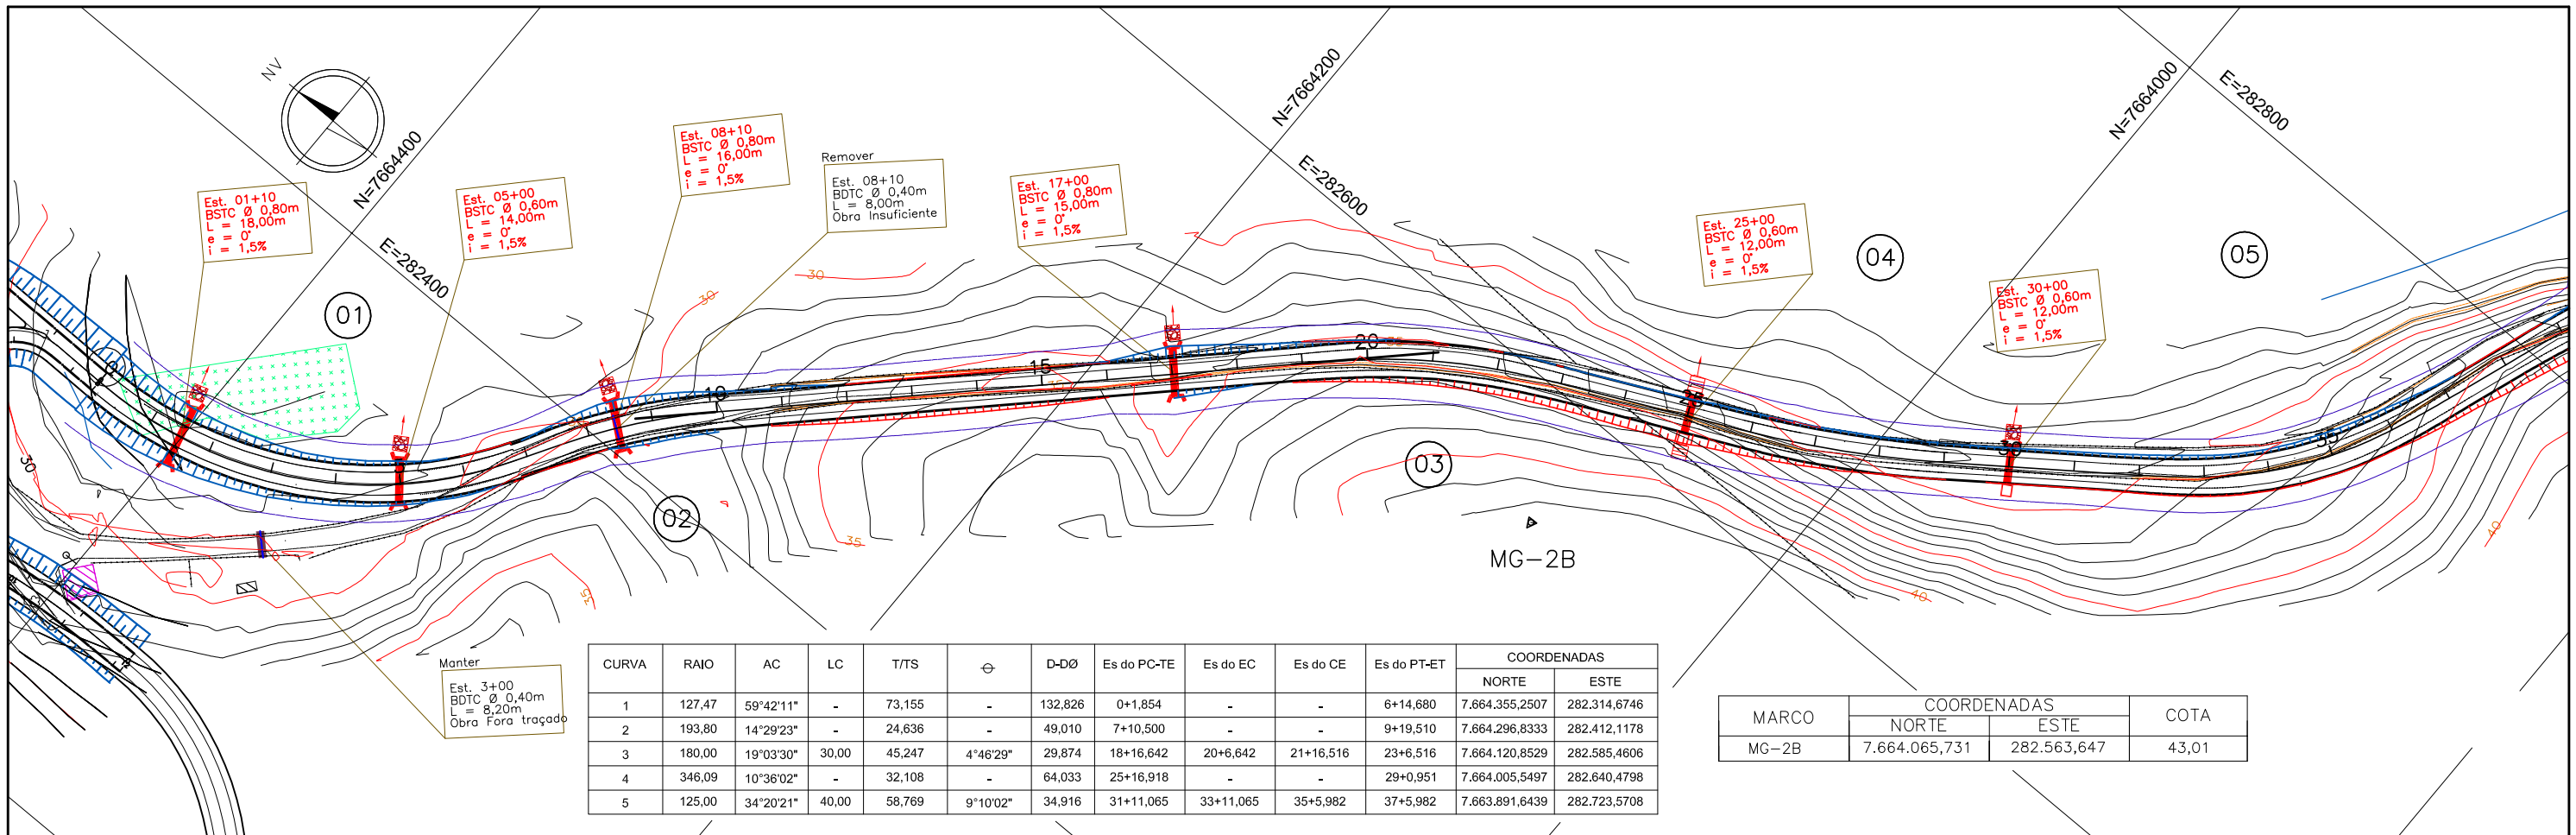 NV
N=7664400
E=282400
N=7664200
E=282600
N=7664000
E=282800
Est. 01+10
BSTC Ø 0,80m
L = 18,00m
e = 0°
i = 1,5%
Est. 05+00
BSTC Ø 0,60m
L = 14,00m
e = 0°
i = 1,5%
Est. 08+10
BSTC Ø 0,80m
L = 16,00m
e = 0°
i = 1,5%
Remover
Est. 08+10
BDTC Ø 0,40m
L = 8,00m
Obra Insuficiente
Est. 17+00
BSTC Ø 0,80m
L = 15,00m
e = 0°
i = 1,5%
Est. 25+00
BSTC Ø 0,60m
L = 12,00m
e = 0°
i = 1,5%
Est. 30+00
BSTC Ø 0,60m
L = 12,00m
e = 0°
i = 1,5%
01
02
03
04
05
30
30
30
35
35
40
40
5
10
15
20
25
30
35
MG-2B
Manter
Est. 3+00
BDTC Ø 0,40m
L = 8,20m
Obra Fora traçado
CURVA RAIO AC LC T/TS D-DØ Es do PC-TE Es do EC Es do CE Es do PT-ET COORDENADAS
NORTE ESTE
1 127,47 59°42'11" - 73,155 - 132,826 0+1,854 - - 6+14,680 7.664.355,2507 282.314,6746
2 193,80 14°29'23" - 24,636 - 49,010 7+10,500 - - 9+19,510 7.664.296,8333 282.412,1178
3 180,00 19°03'30" 30,00 45,247 4°46'29" 29,874 18+16,642 20+6,642 21+16,516 23+6,516 7.664.120,8529 282.585,4606
4 346,09 10°36'02" - 32,108 - 64,033 25+16,918 - - 29+0,951 7.664.005,5497 282.640,4798
5 125,00 34°20'21" 40,00 58,769 9°10'02" 34,916 31+11,065 33+11,065 35+5,982 37+5,982 7.663.891,6439 282.723,5708
MARCO COORDENADAS COTA
NORTE ESTE
MG-2B 7.664.065,731 282.563,647 43,01